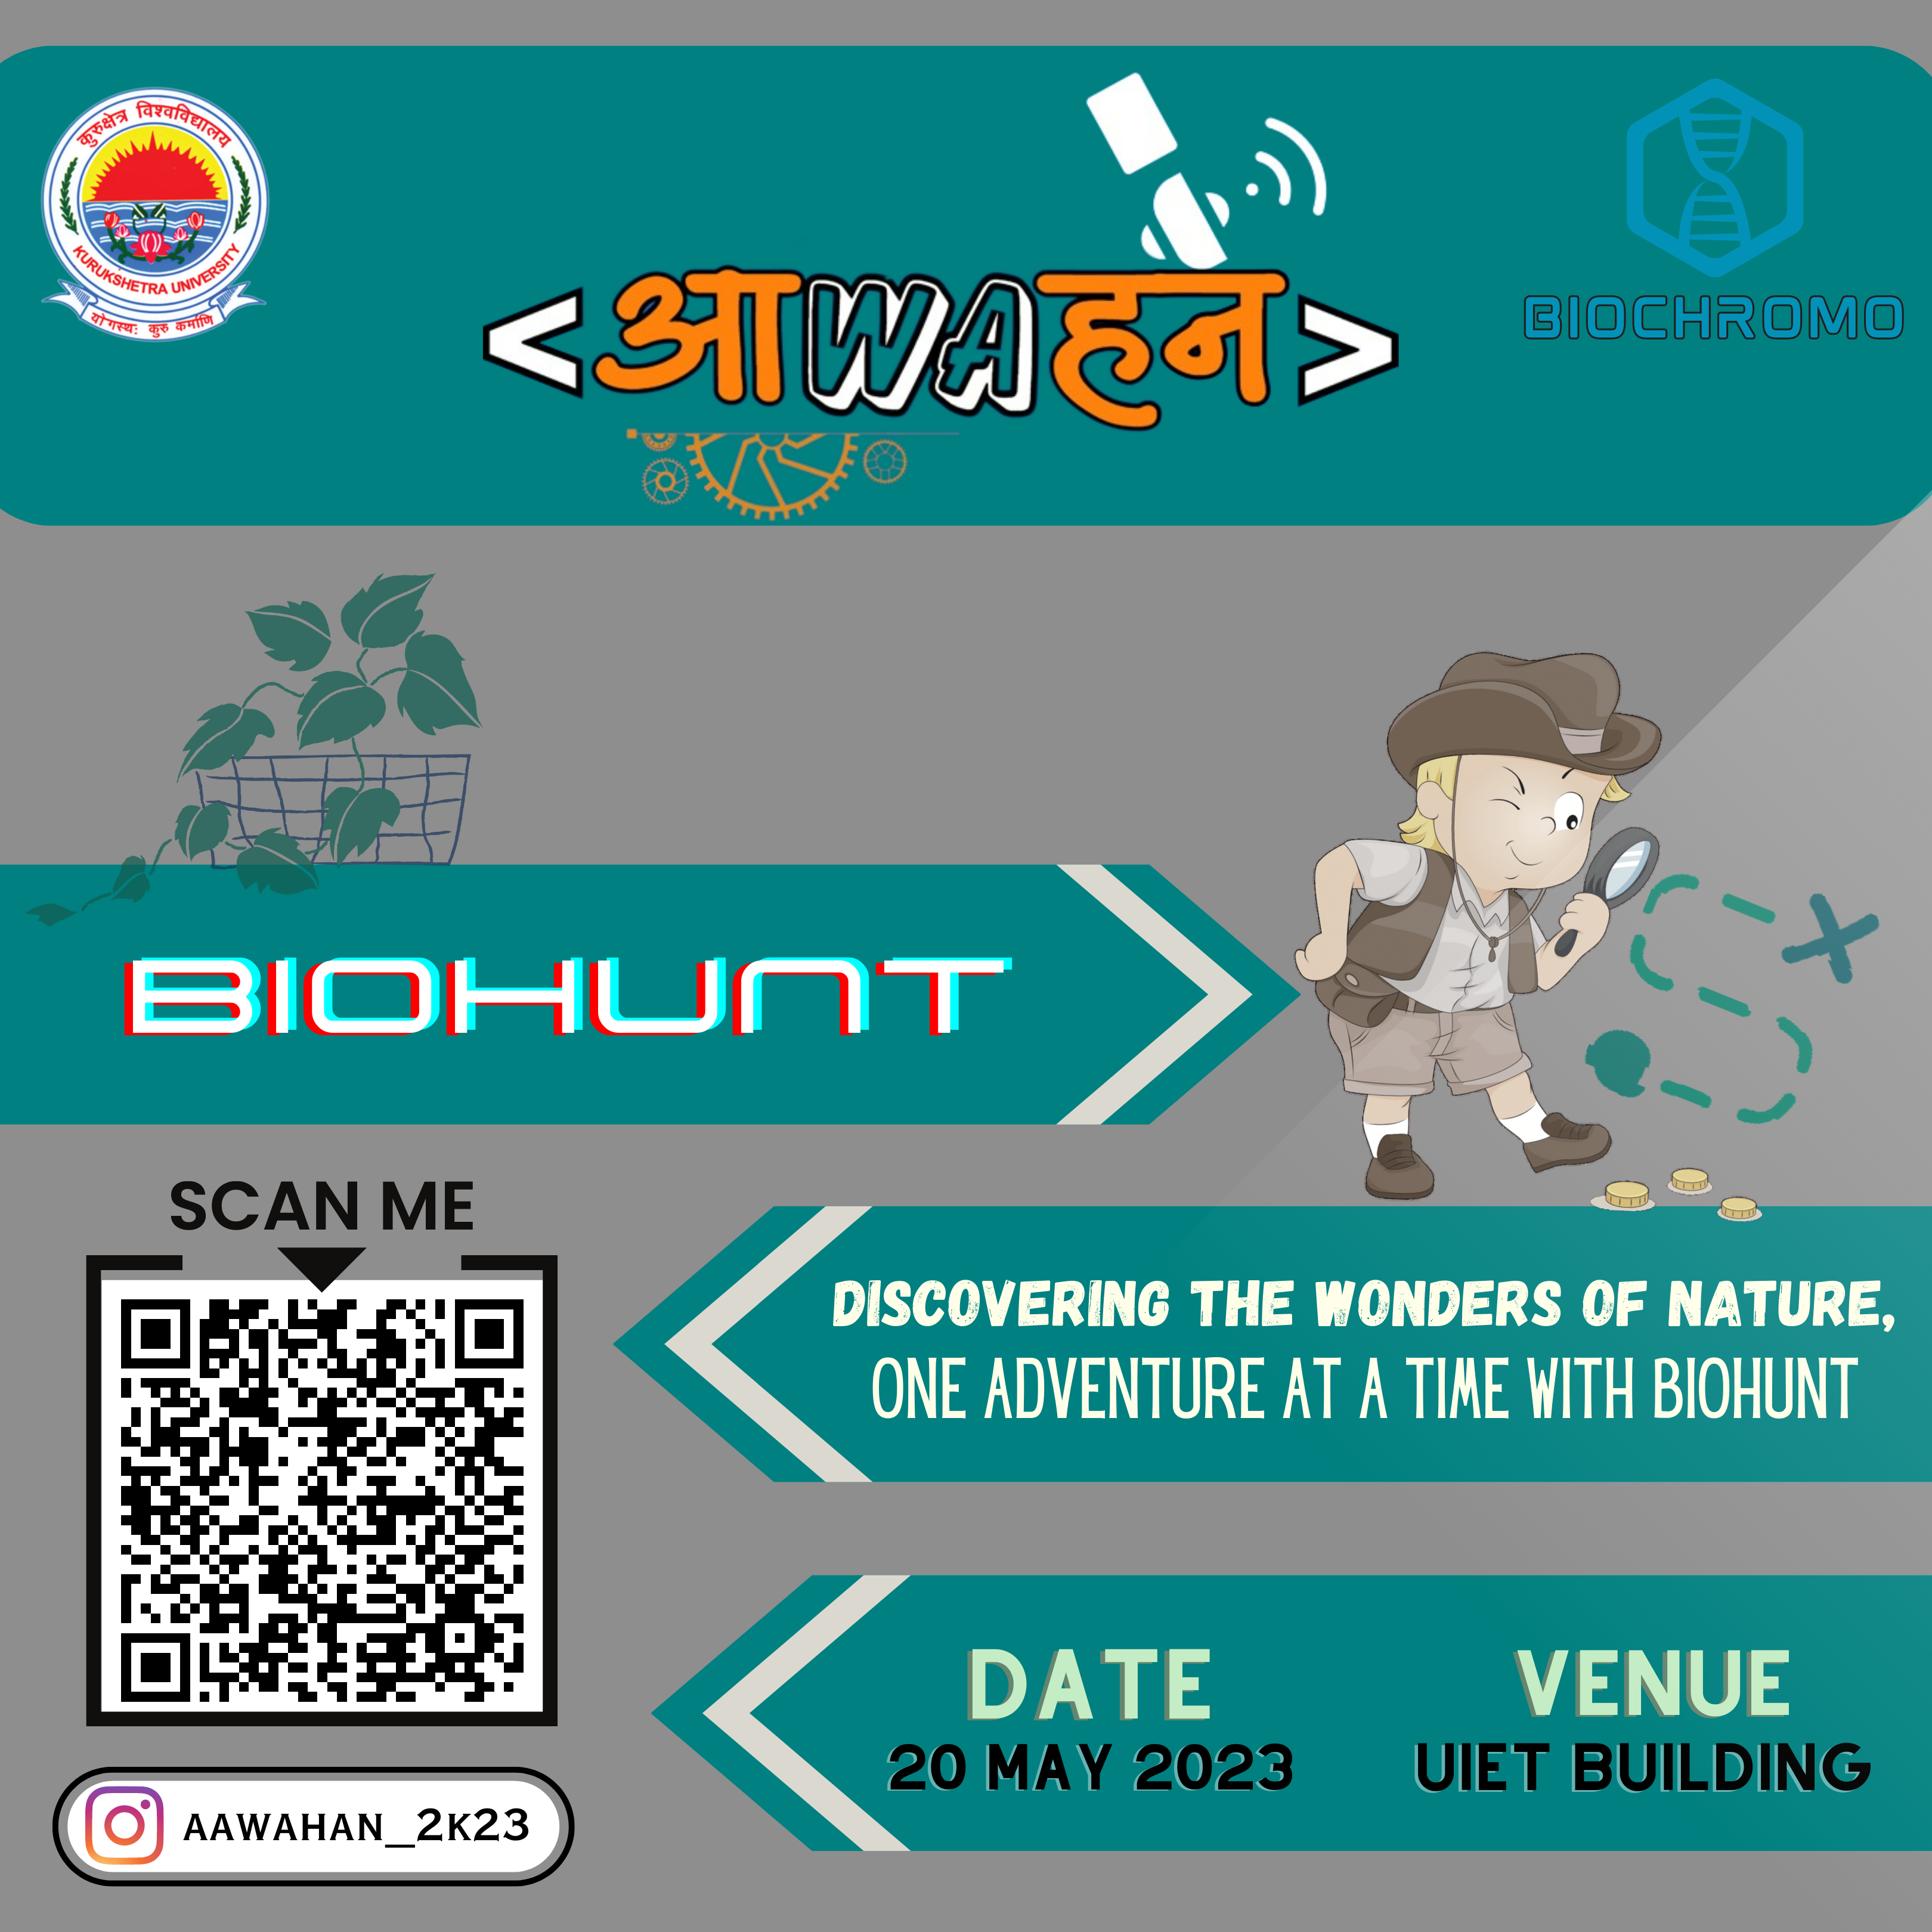 कुरुक्षेत्र विश्वविद्यालय
KURUKSHETRA UNIVERSITY
योगस्थः कुरु कर्माणि
<आWAहन>
BIOCHROMO
BIOHUNT
SCAN ME
DISCOVERING THE WONDERS OF NATURE,
ONE ADVENTURE AT A TIME WITH BIOHUNT
DATE
20 MAY 2023
VENUE
UIET BUILDING
AAWAHAN_2K23